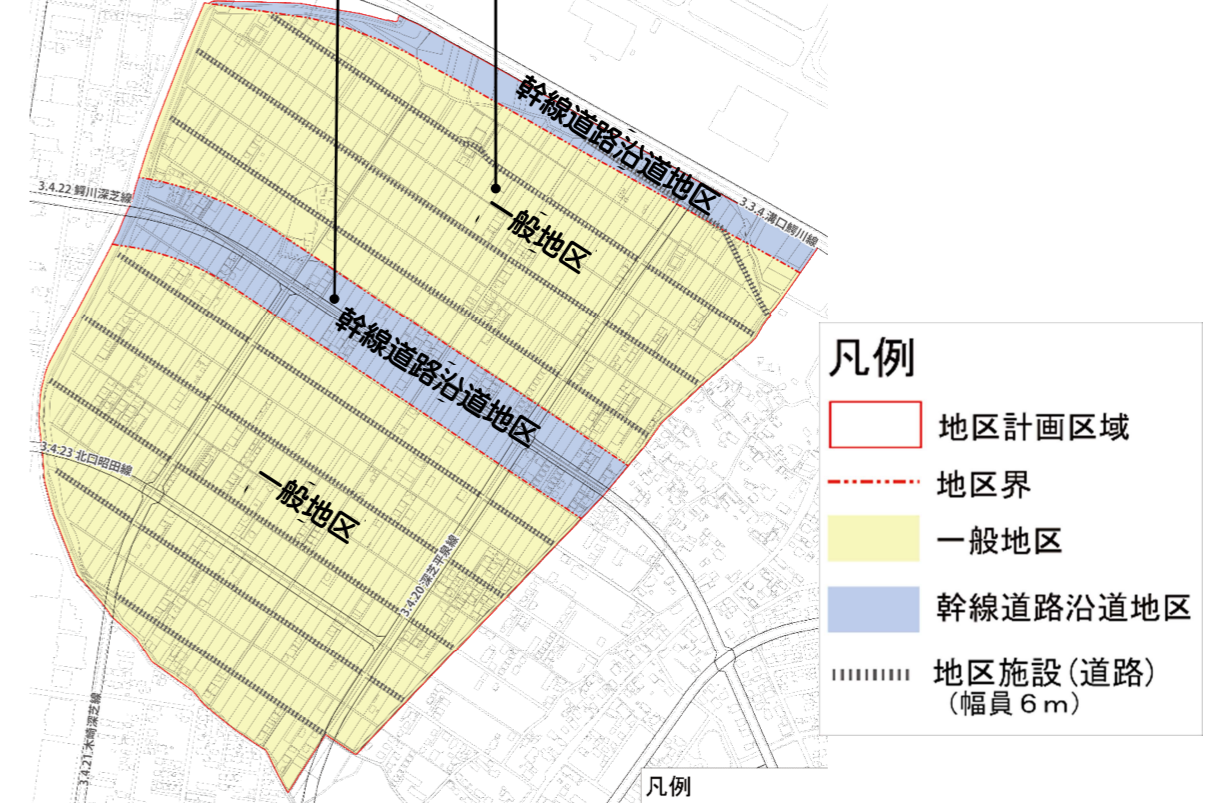 幹線道路沿道地区
3.4.22 鰐川深芝線
3.3.4.溝口鰐川線
一般地区
幹線道路沿道地区
3.4.23 北口昭田線
一般地区
3.4.20.深芝平泉線
3.4.21.木崎深芝線
凡例
地区計画区域
地区界
一般地区
幹線道路沿道地区
地区施設(道路)
(幅員6m)
凡例